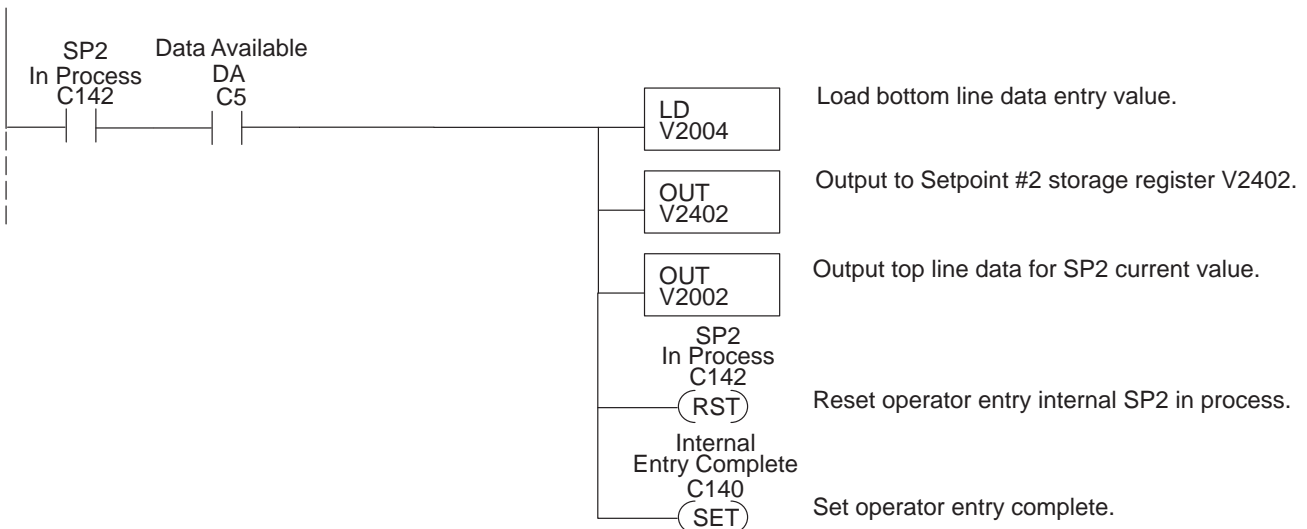 SP2
In Process
C142
Data Available
DA
C5
LD
V2004
Load bottom line data entry value.
OUT
V2402
Output to Setpoint #2 storage register V2402.
OUT
V2002
Output top line data for SP2 current value.
SP2
In Process
C142
RST
Reset operator entry internal SP2 in process.
Internal
Entry Complete
C140
SET
Set operator entry complete.